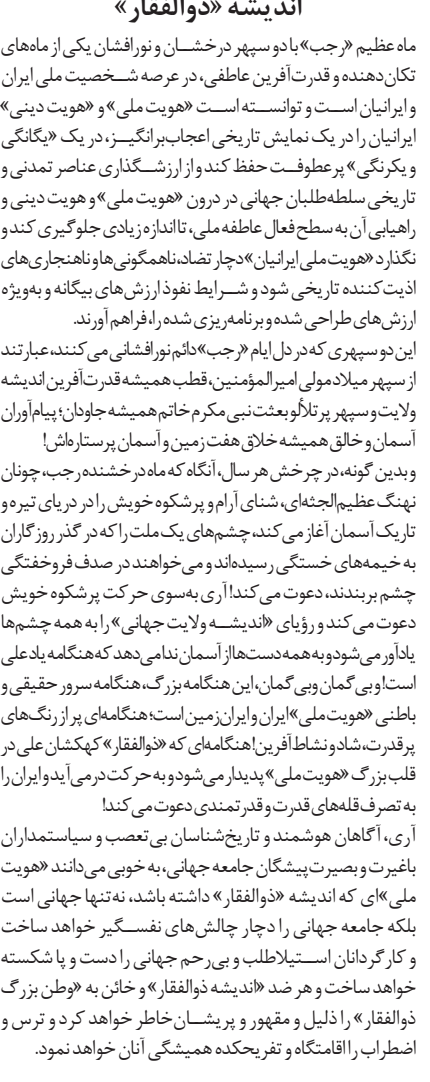 اندیشه «ذوالفقار»
ماه عظیم «رجب» با دو سپهر درخشان و نورافشان یکی از ماه‌های
تکان‌دهنده و قدرت‌آفرین عاطفی، در عرصه شخصیت ملی ایران
و ایرانیان است و توانسته است «هویت ملی» و «هویت دینی»
ایرانیان را در یک نمایش تاریخی اعجاب‌برانگیز، در یک «یگانگی
و یکرنگی» پرعطوفت حفظ کند و از ارزشگذاری عناصر تمدنی و
تاریخی سلطه‌طلبان جهانی در درون «هویت ملی» و هویت دینی و
راهیابی آن به سطح فعال عاطفه ملی، تا اندازه زیادی جلوگیری کند و
نگذارد «هویت ملی ایرانیان» دچار تضاد، ناهمگونی‌ها و ناهنجاری‌های
اذیت‌کننده تاریخی شود و شرایط نفوذ ارزش‌های بیگانه و به‌ویژه
ارزش‌های طراحی شده و برنامه‌ریزی شده را، فراهم آورند.
این دو سپهری که در دل ایام «رجب» دائم نورافشانی می‌کنند، عبارتند
از سپهر میلاد مولی امیرالمؤمنین، قطب همیشه قدرت‌آفرین اندیشه
ولایت و سپهر پرتلألو بعثت نبی مکرم خاتم همیشه جاودان؛ پیام‌آوران
آسمان و خالق همیشه خلاق هفت زمین و آسمان پرستاره‌اش!
و بدین گونه، در چرخش هر سال، آنگاه که ماه درخشنده رجب، چونان
نهنگ عظیم‌الجثه‌ای، شنای آرام و پرشکوه خویش را در دریای تیره و
تاریک آسمان آغاز می‌کند، چشم‌های یک ملت را که در گذر روزگاران
به خیمه‌های خستگی رسیده‌اند و می‌خواهند در صدف فروخفتگی
چشم بربندند، دعوت می‌کند! آری به‌سوی حرکت پرشکوه خویش
دعوت می‌کند و رؤیای «اندیشه ولایت جهانی» را به همه چشم‌ها
یادآور می‌شود و به همه دست‌ها از آسمان ندا می‌دهد که هنگامه یاد علی
است! و بی‌گمان و بی‌گمان، این هنگامه بزرگ، هنگامه سرور حقیقی و
باطنی «هویت ملی» ایران و ایران‌زمین است؛ هنگامه‌ای پر از رنگ‌های
پرقدرت، شاد و نشاط‌آفرین! هنگامه‌ای که «ذوالفقار» کهکشان علی در
قلب بزرگ «هویت ملی» پدیدار می‌شود و به حرکت درمی‌آید و ایران را
به تصرف قله‌های قدرت و قدرتمندی دعوت می‌کند!
آری، آگاهان هوشمند و تاریخ‌شناسان بی‌تعصب و سیاستمداران
باغیرت و بصیرت‌پیشگان جامعه جهانی، به خوبی می‌دانند «هویت
ملی»ای که اندیشه «ذوالفقار» داشته باشد، نه‌تنها جهانی است
بلکه جامعه جهانی را دچار چالش‌های نفسگیر خواهد ساخت
و کارگردانان استیلاطلب و بی‌رحم جهانی را دست و پا شکسته
خواهد ساخت و هر ضد «اندیشه ذوالفقار» و خائن به «وطن بزرگ
ذوالفقار» را ذلیل و مقهور و پریشان‌خاطر خواهد کرد و ترس و
اضطراب را اقامتگاه و تفریحکده همیشگی آنان خواهد نمود.